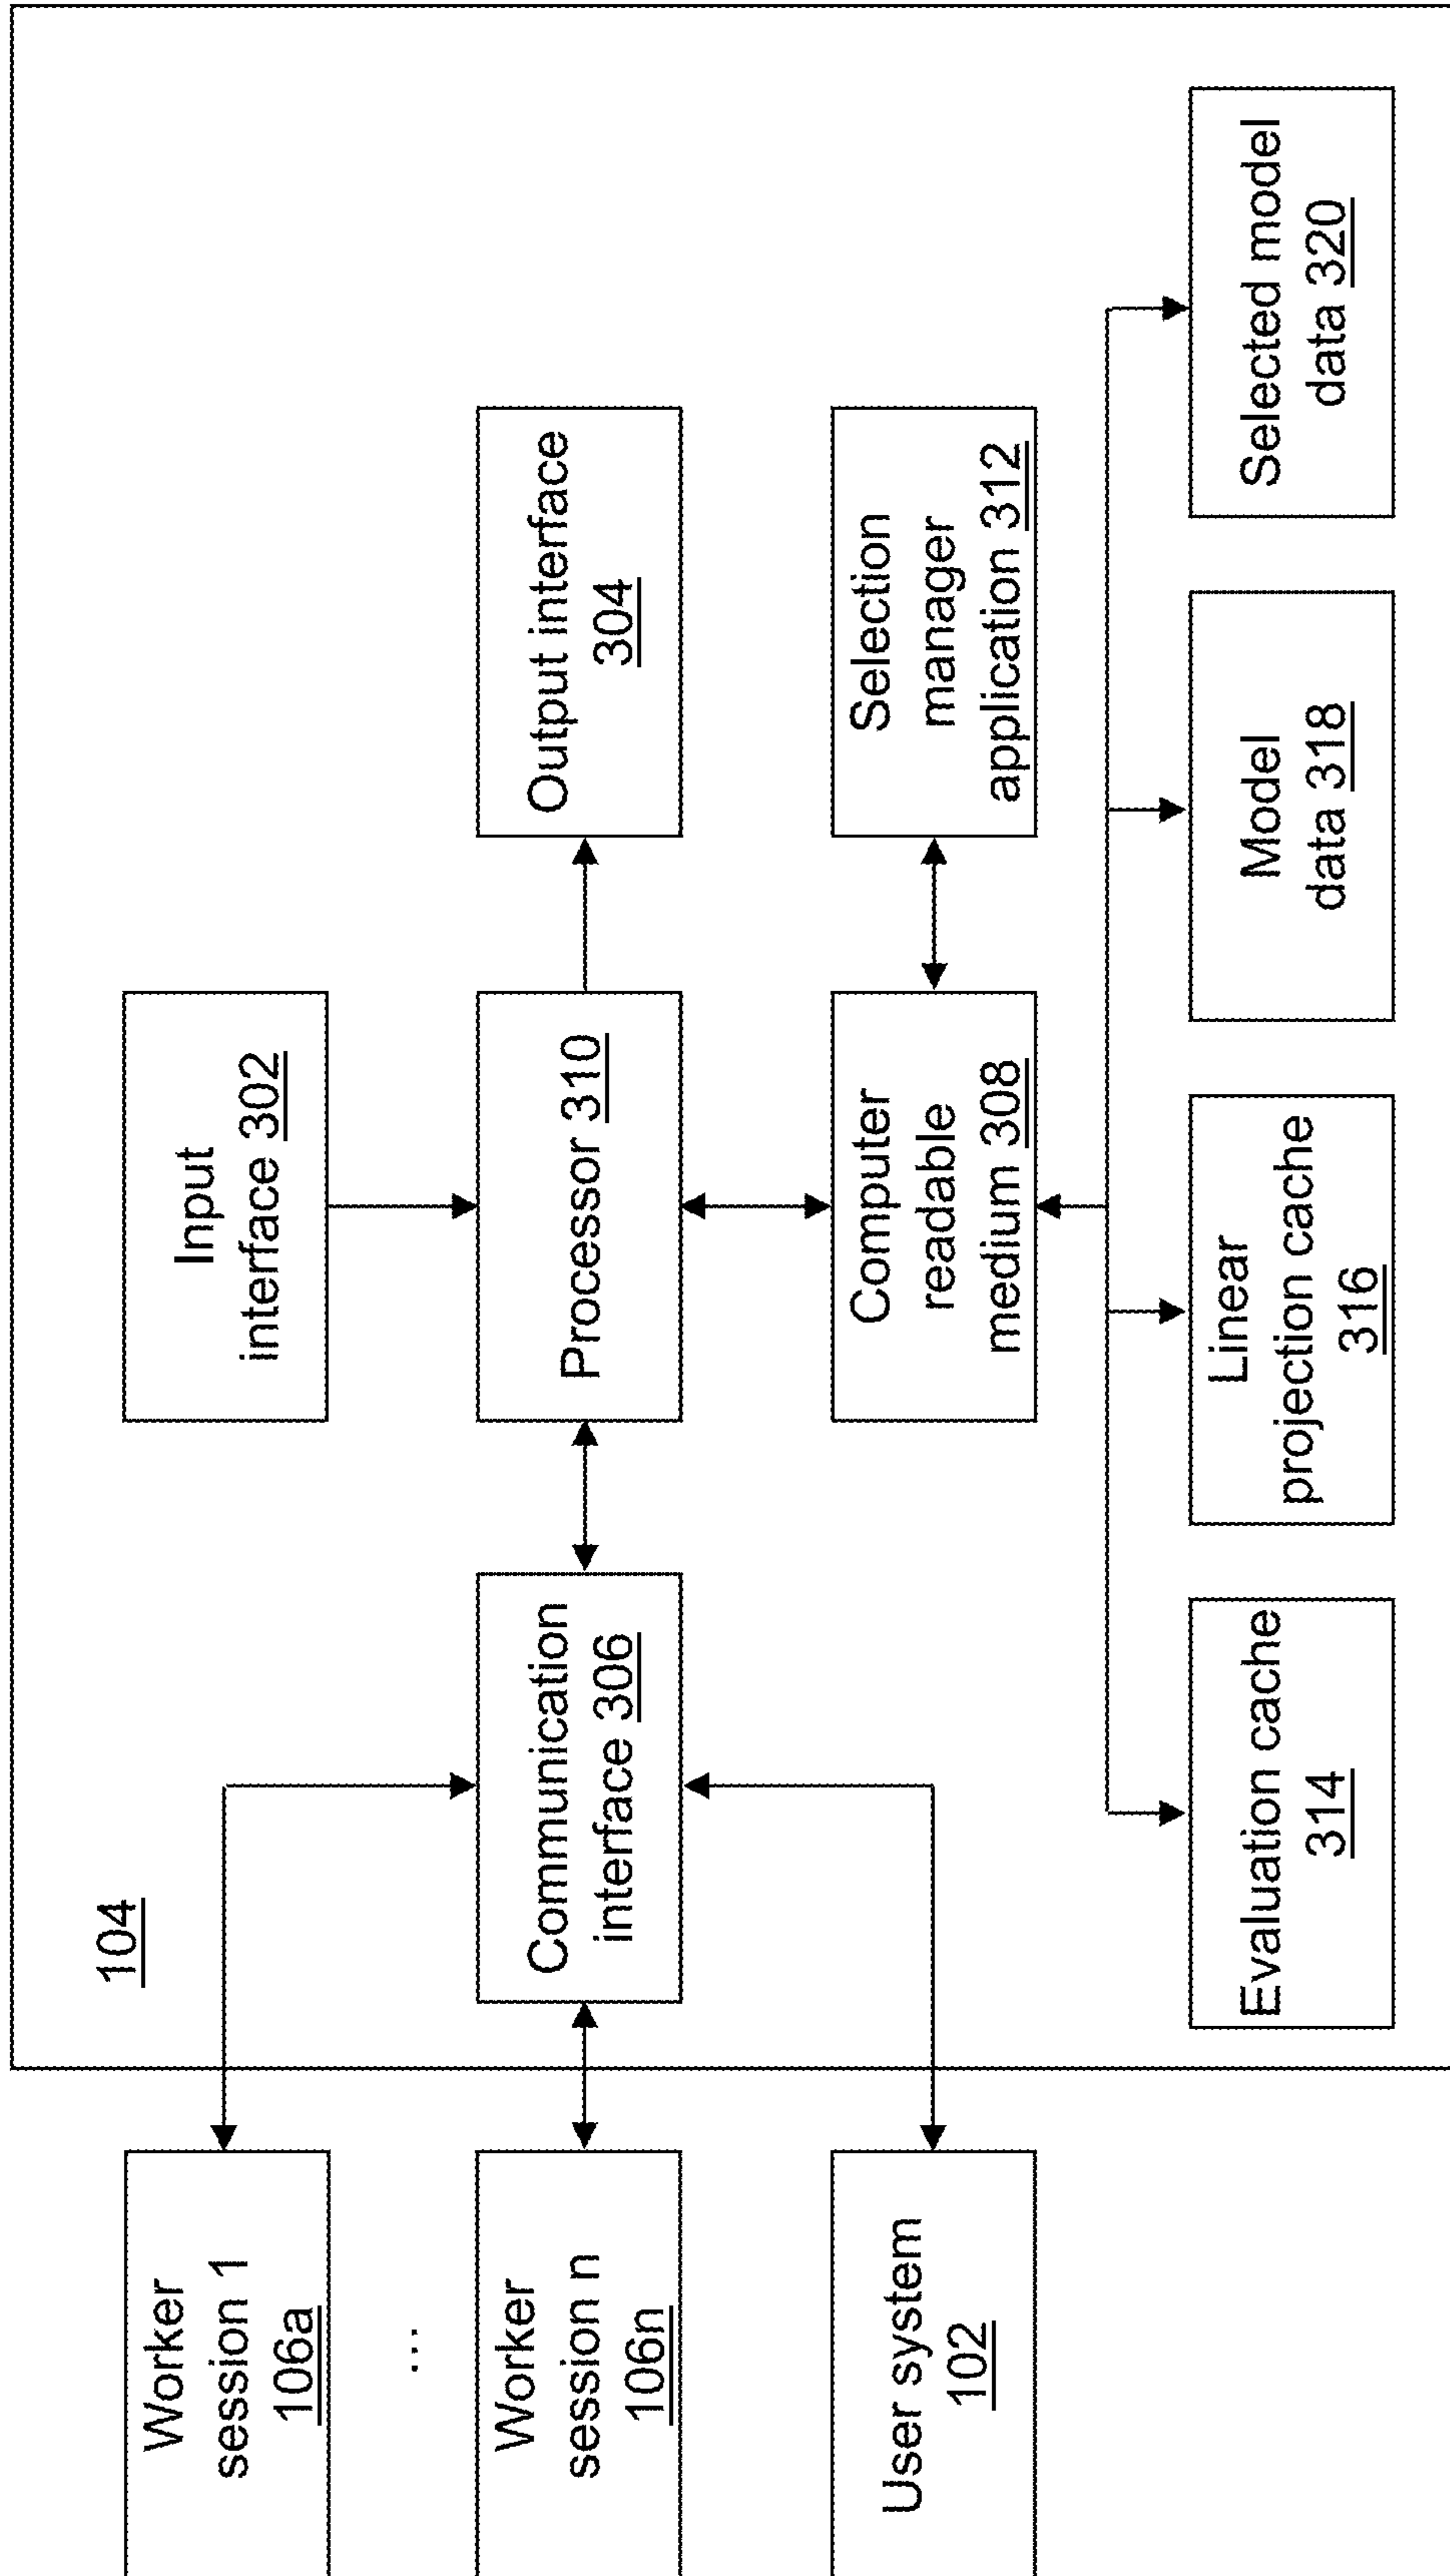 104
Input
interface 302
Worker
session 1
106a
...
Worker
session n
106n
Communication
interface 306
Processor 310
Output interface
304
User system
102
Computer
readable
medium 308
Selection
manager
application 312
Evaluation cache
314
Linear
projection cache
316
Model
data 318
Selected model
data 320